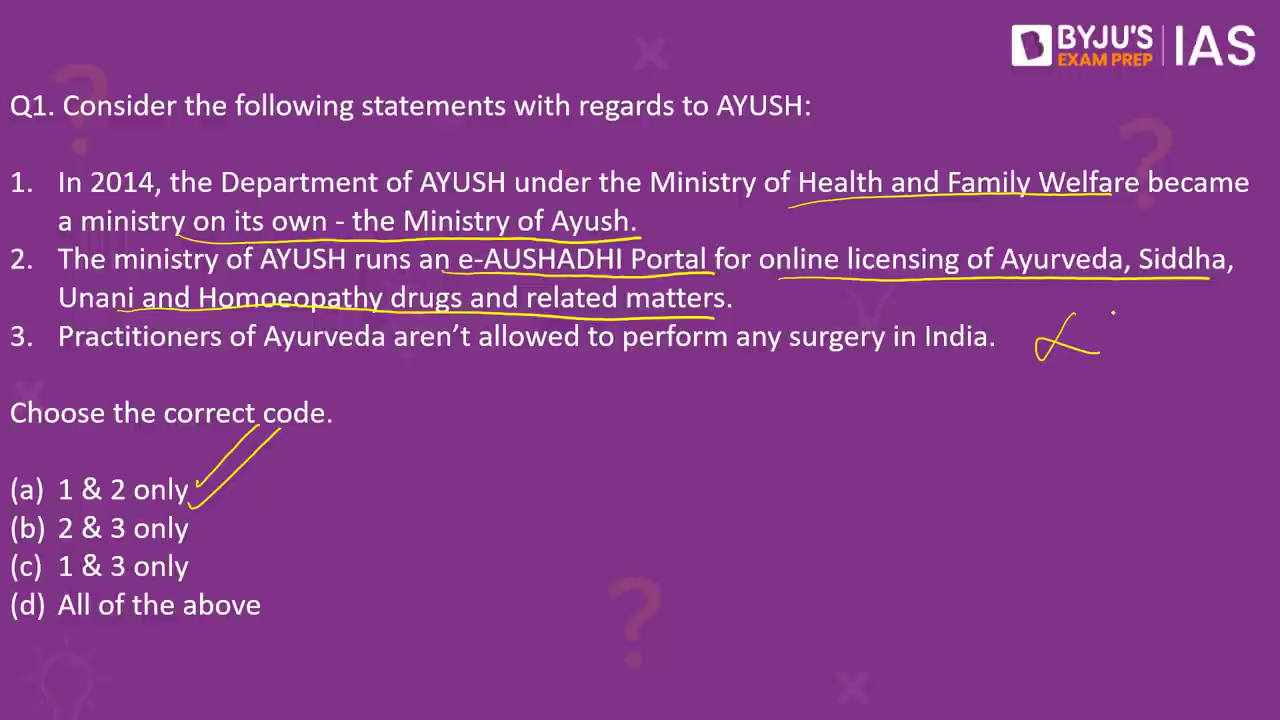 BYJU'S
EXAM PREP
IAS
Q1. Consider the following statements with regards to AYUSH:
1. In 2014, the Department of AYUSH under the Ministry of Health and Family Welfare became
a ministry on its own - the Ministry of Ayush.
2. The ministry of AYUSH runs an e-AUSHADHI Portal for online licensing of Ayurveda, Siddha,
Unani and Homoeopathy drugs and related matters.
3. Practitioners of Ayurveda aren’t allowed to perform any surgery in India.
Choose the correct code.
(a) 1 & 2 only
(b) 2 & 3 only
(c) 1 & 3 only
(d) All of the above